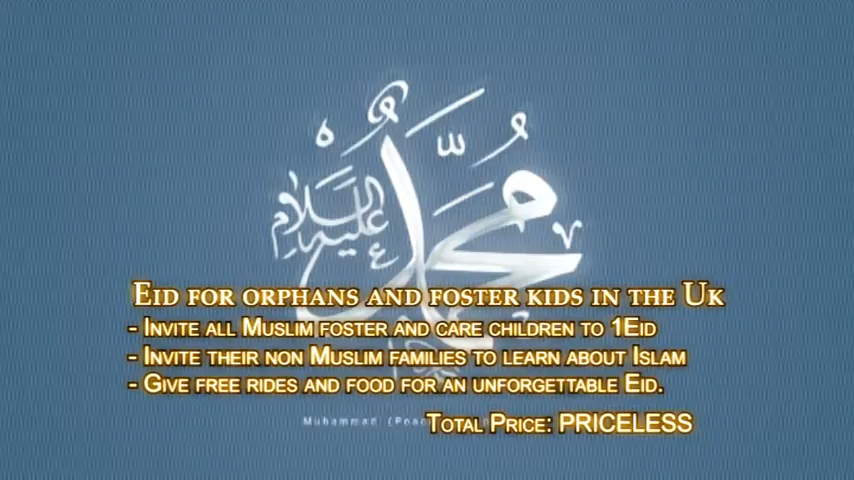 محمد
عليه السلام
EID FOR ORPHANS AND FOSTER KIDS IN THE UK
- INVITE ALL MUSLIM FOSTER AND CARE CHILDREN TO 1EID
- INVITE THEIR NON MUSLIM FAMILIES TO LEARN ABOUT ISLAM
- GIVE FREE RIDES AND FOOD FOR AN UNFORGETTABLE EID.
Muhammad
TOTAL PRICE: PRICELESS